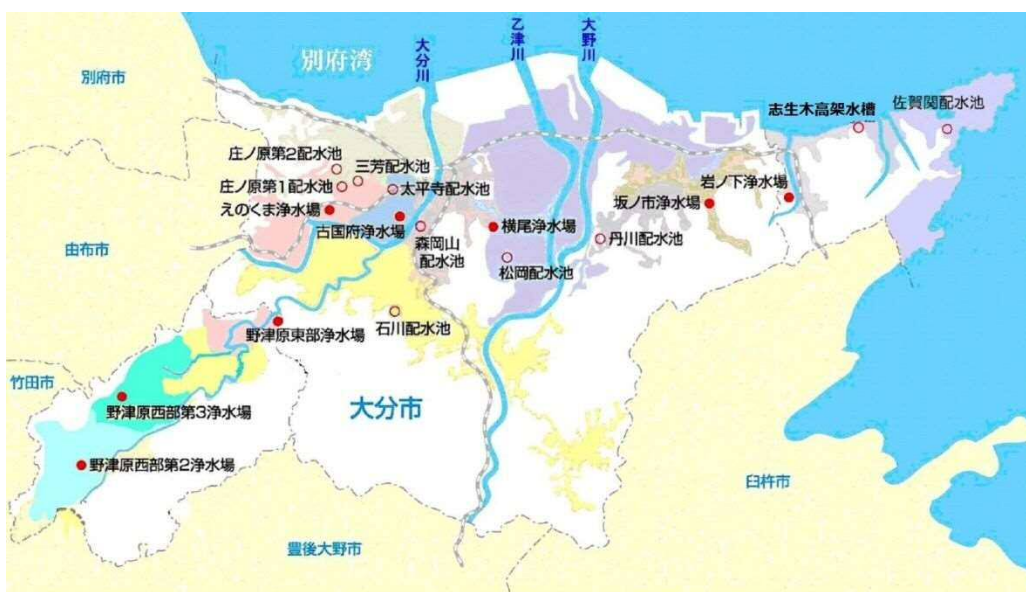 別府湾
大分川
乙津川
大野川
別府市
志生木高架水槽
佐賀関配水池
庄ノ原第2配水池
三芳配水池
庄ノ原第1配水池
太平寺配水池
えのくま浄水場
岩ノ下浄水場
坂ノ市浄水場
古国府浄水場
横尾浄水場
森岡山
配水池
丹川配水池
松岡配水池
由布市
石川配水池
野津原東部浄水場
竹田市
野津原西部第3浄水場
大分市
野津原西部第2浄水場
臼杵市
豊後大野市